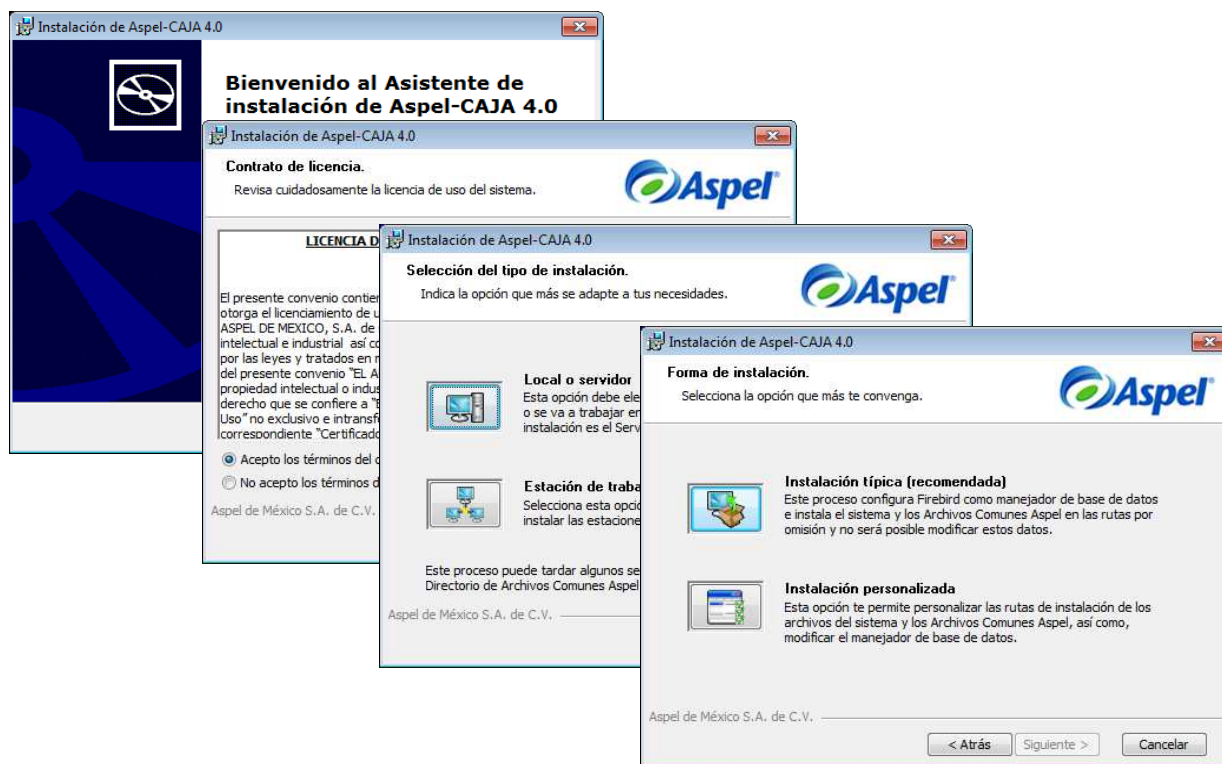 Instalación de Aspel-CAJA 4.0
Bienvenido al Asistente de
instalación de Aspel-CAJA 4.0
Instalación de Aspel-CAJA 4.0
Contrato de licencia.
Revisa cuidadosamente la licencia de uso del sistema.
Aspel
LICENCIA D
El presente convenio contien
otorga el licenciamiento de u
ASPEL DE MEXICO, S.A. de
intelectual e industrial así co
por las leyes y tratados en m
del presente convenio "EL A
propiedad intelectual o indus
derecho que se confiere a "E
Uso" no exclusivo e intransfe
correspondiente "Certificado
Acepto los términos del c
No acepto los términos d
Aspel de México S.A. de C.V.
Instalación de Aspel-CAJA 4.0
Selección del tipo de instalación.
Indica la opción que más se adapte a tus necesidades.
Aspel
Local o servidor
Esta opción debe ele
o se va a trabajar en
instalación es el Serv
Estación de traba
Selecciona esta opci
instalar las estacione
Este proceso puede tardar algunos se
Directorio de Archivos Comunes Aspel
Aspel de México S.A. de C.V.
Instalación de Aspel-CAJA 4.0
Forma de instalación.
Selecciona la opción que más te convenga.
Aspel
Instalación típica (recomendada)
Este proceso configura Firebird como manejador de base de datos
e instala el sistema y los Archivos Comunes Aspel en las rutas por
omisión y no será posible modificar estos datos.
Instalación personalizada
Esta opción te permite personalizar las rutas de instalación de los
archivos del sistema y los Archivos Comunes Aspel, así como,
modificar el manejador de base de datos.
Aspel de México S.A. de C.V.
< Atrás Siguiente > Cancelar